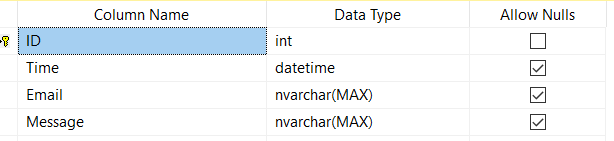 Column Name Data Type Allow Nulls
ID int
Time datetime
Email nvarchar(MAX)
Message nvarchar(MAX)